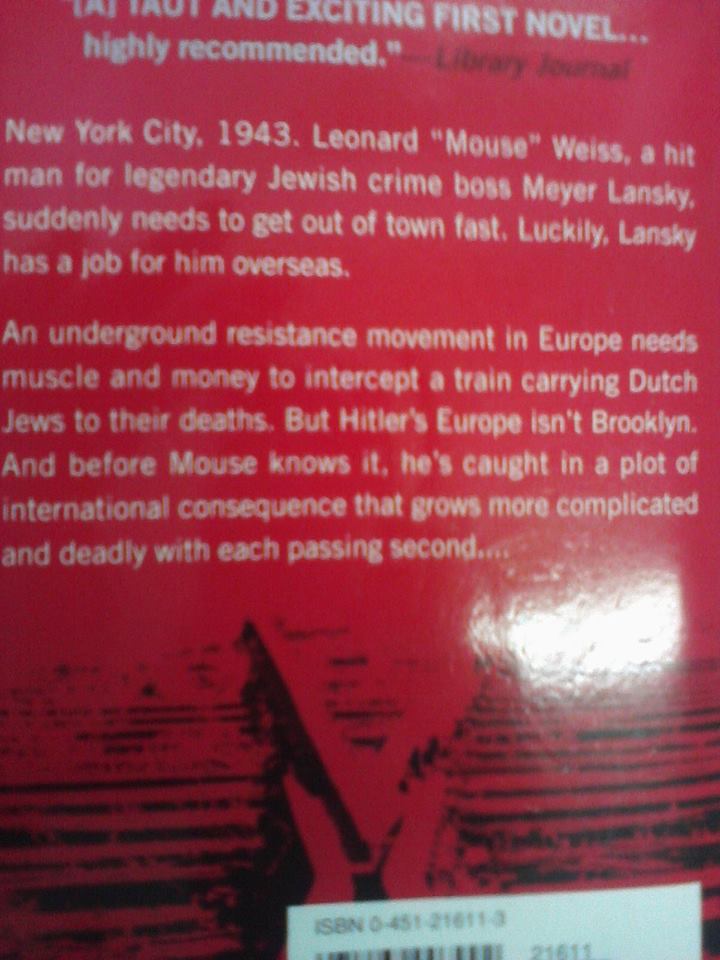 "[A] TAUT AND EXCITING FIRST NOVEL...
highly recommended."—Library Journal
New York City, 1943. Leonard "Mouse" Weiss, a hit
man for legendary Jewish crime boss Meyer Lansky,
suddenly needs to get out of town fast. Luckily, Lansky
has a job for him overseas.
An underground resistance movement in Europe needs
muscle and money to intercept a train carrying Dutch
Jews to their deaths. But Hitler's Europe isn't Brooklyn.
And before Mouse knows it, he's caught in a plot of
international consequence that grows more complicated
and deadly with each passing second....
ISBN 0-451-21611-3
21611